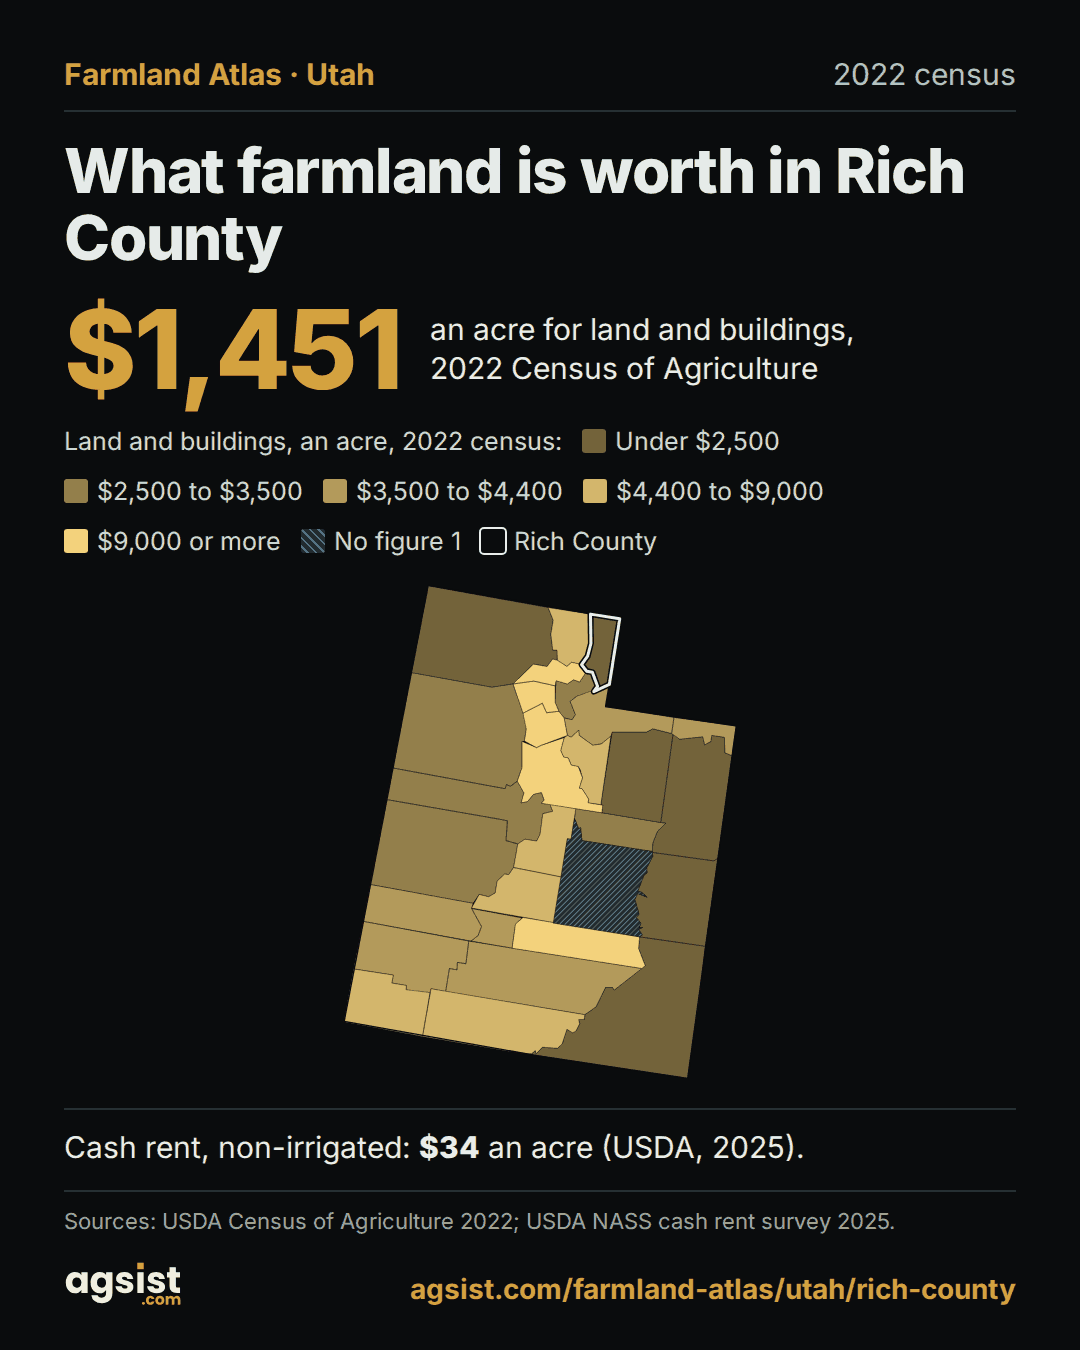 Farmland Atlas · Utah
2022 census
What farmland is worth in Rich
County
$1,451
an acre for land and buildings,
2022 Census of Agriculture
Land and buildings, an acre, 2022 census: Under $2,500
$2,500 to $3,500 $3,500 to $4,400 $4,400 to $9,000
$9,000 or more No figure 1 Rich County
Cash rent, non-irrigated: $34 an acre (USDA, 2025).
Sources: USDA Census of Agriculture 2022; USDA NASS cash rent survey 2025.
agsist
.com
agsist.com/farmland-atlas/utah/rich-county